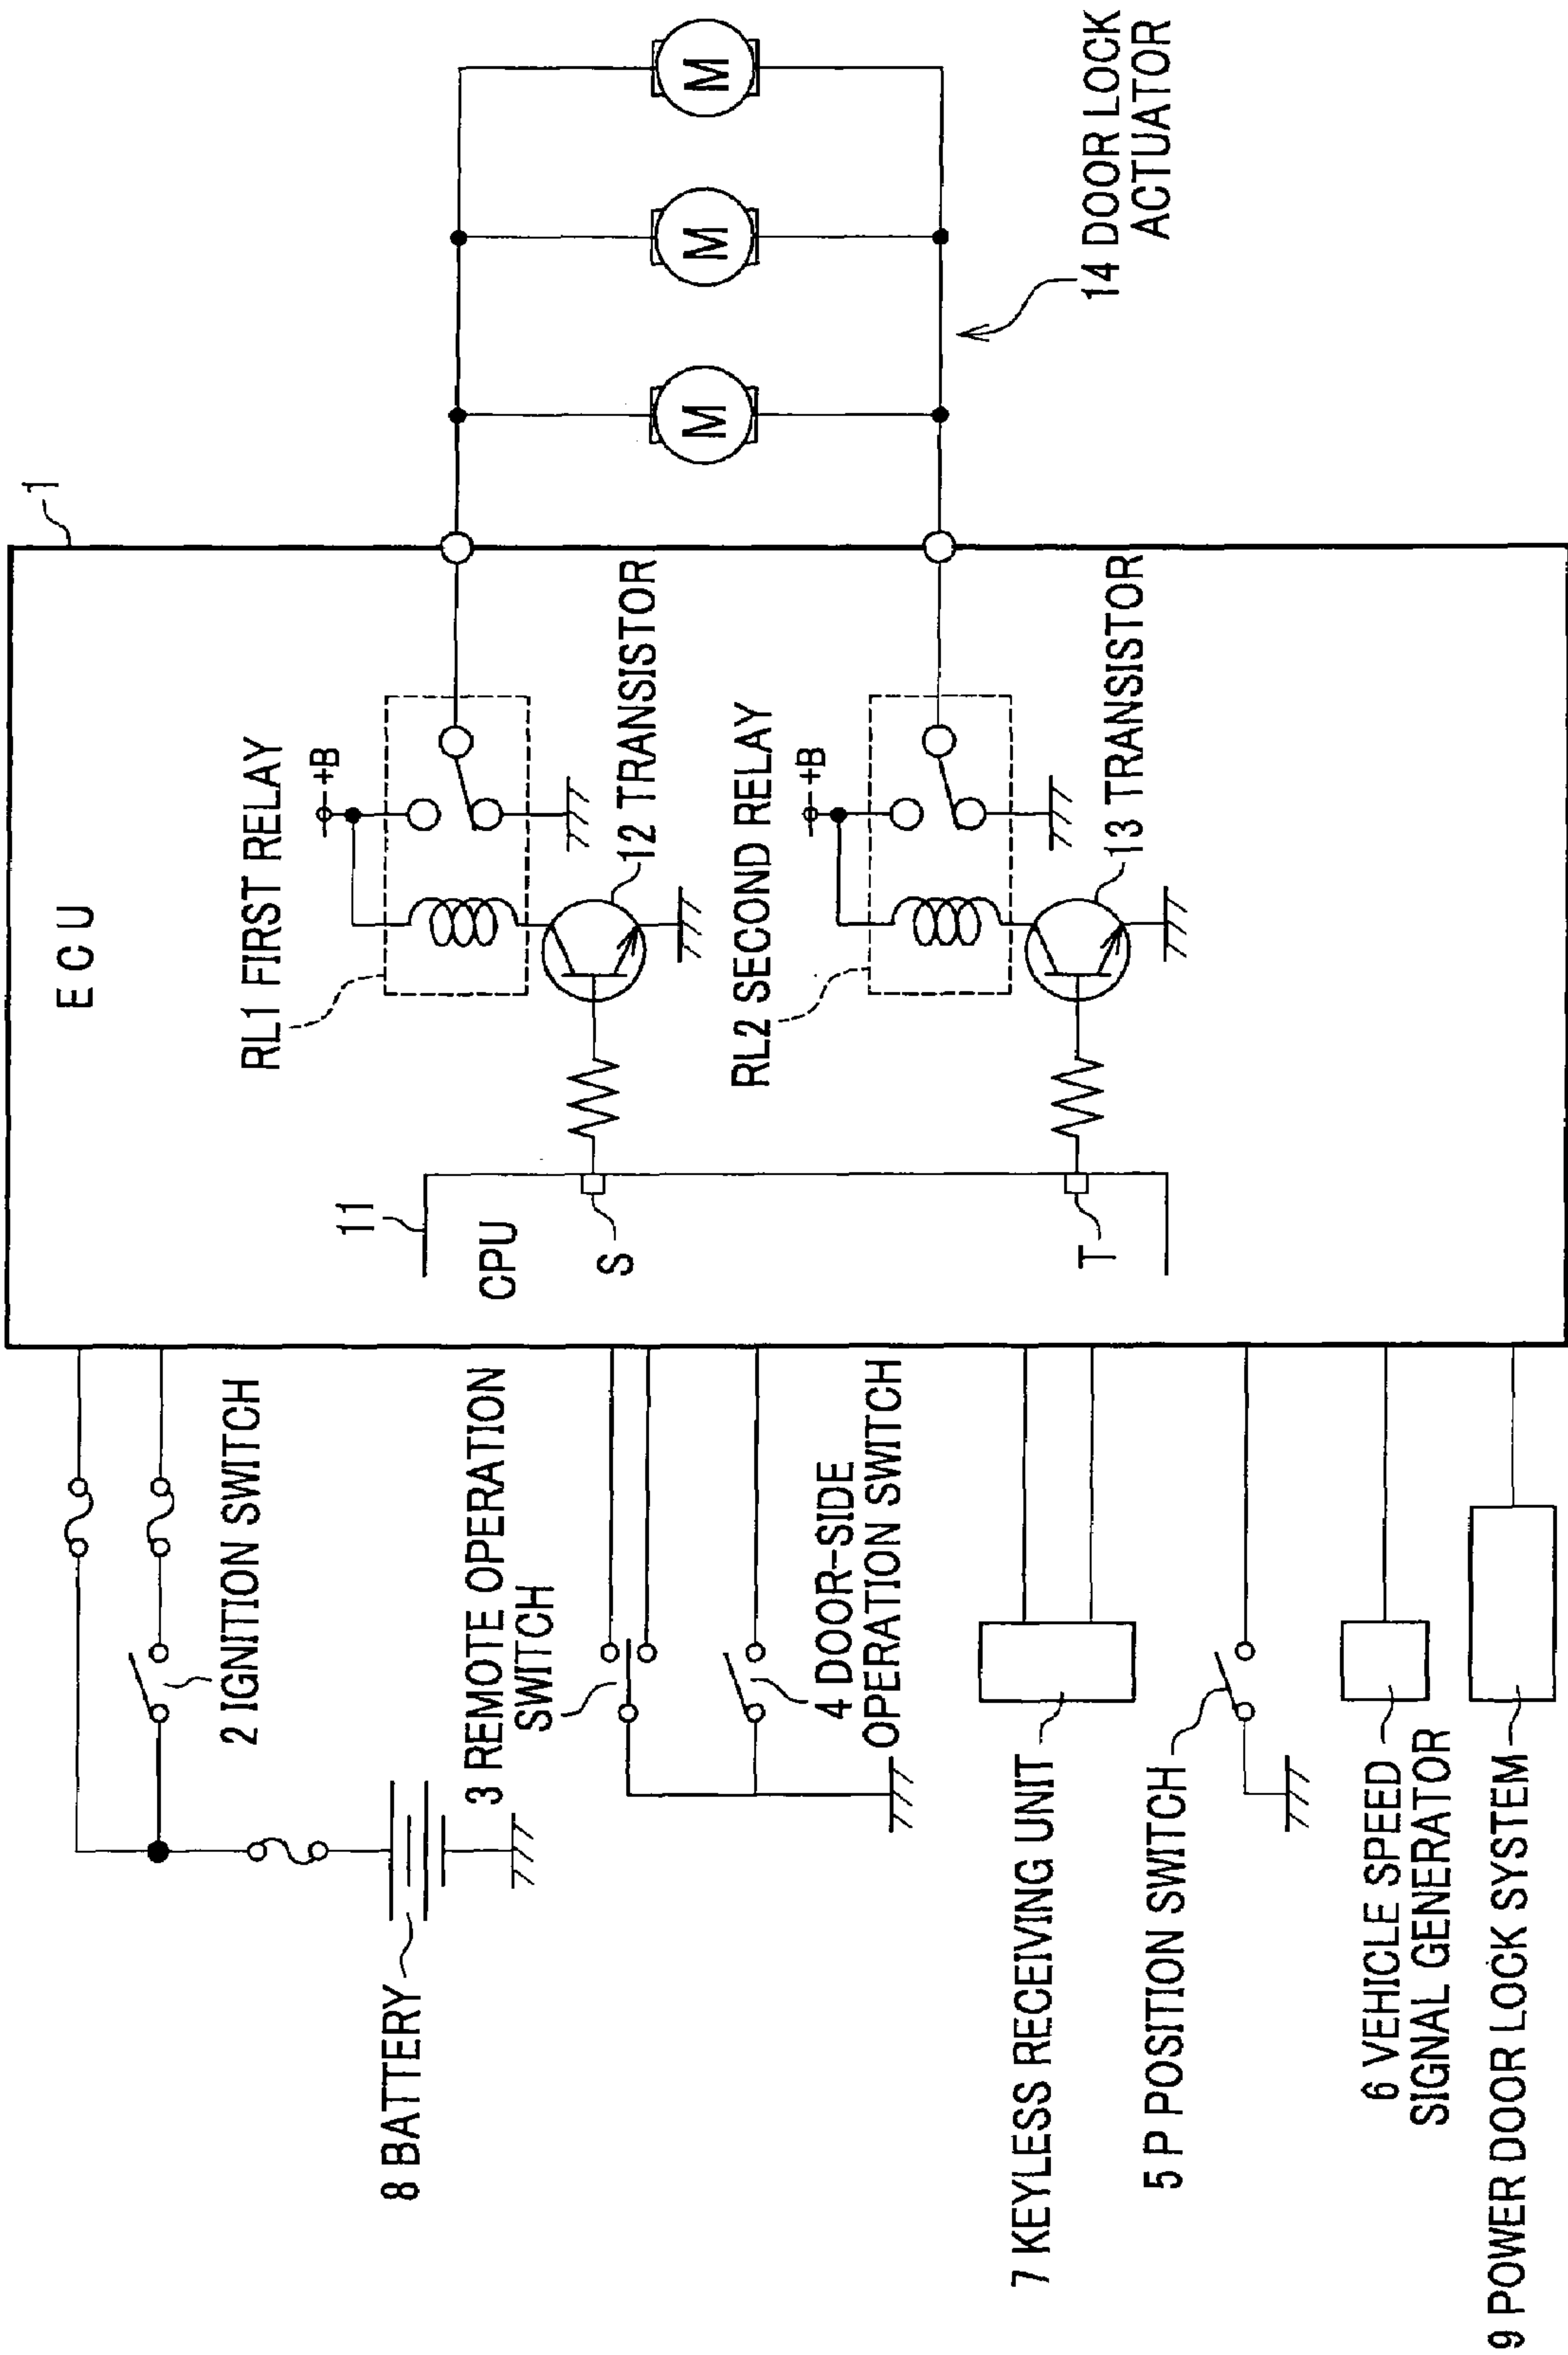 1
ECU
2 IGNITION SWITCH
8 BATTERY
3 REMOTE OPERATION
SWITCH
4 DOOR-SIDE
OPERATION SWITCH
7 KEYLESS RECEIVING UNIT
5 P POSITION SWITCH
6 VEHICLE SPEED
SIGNAL GENERATOR
9 POWER DOOR LOCK SYSTEM
11
CPU
S
T
RL1 FIRST RELAY
+B
12 TRANSISTOR
RL2 SECOND RELAY
+B
13 TRANSISTOR
M
M
M
14 DOOR LOCK
ACTUATOR